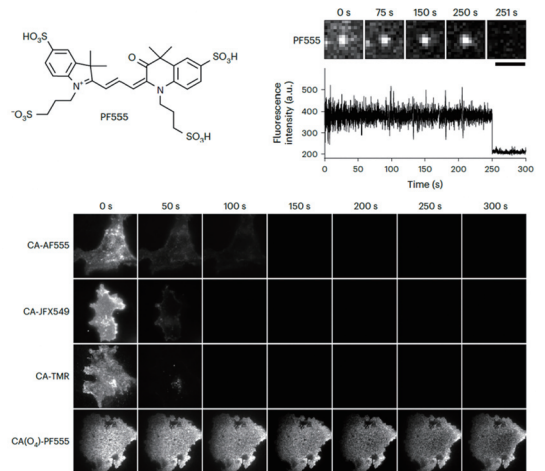 HO₃S
SO₃H
O
N⁺
N
⁻O₃S
PF555
SO₃H
0 s 75 s 150 s 250 s 251 s
PF555
Fluorescence
intensity (a.u.)
500
400
300
200
0 50 100 150 200 250 300
Time (s)
0 s 50 s 100 s 150 s 200 s 250 s 300 s
CA-AF555
CA-JFX549
CA-TMR
CA(O₄)-PF555